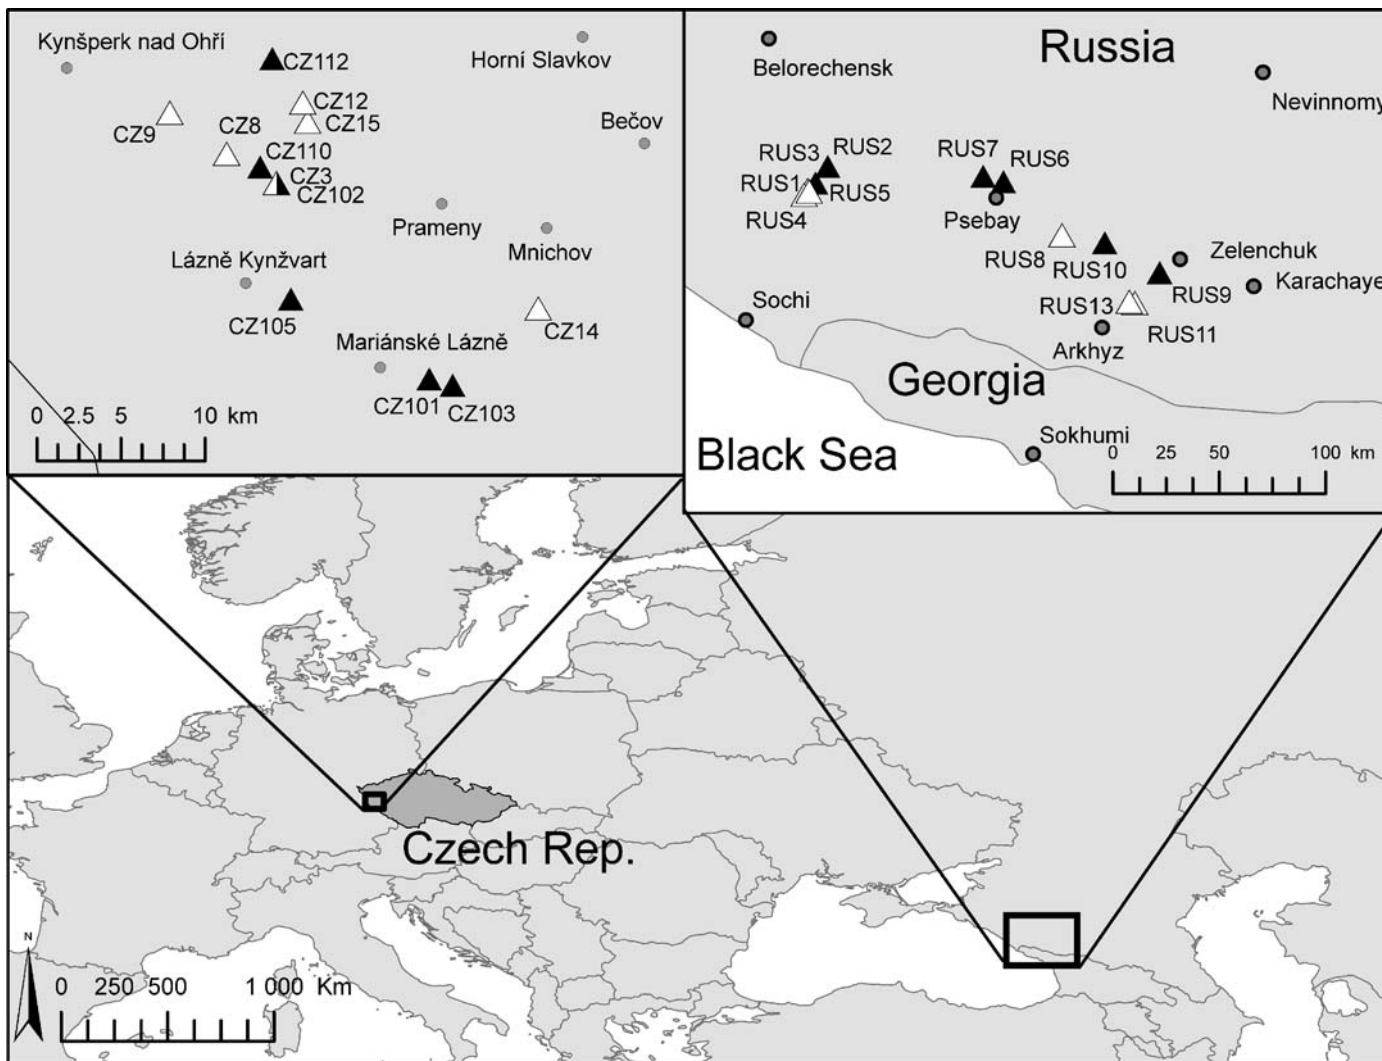 Kynšperk nad Ohří
CZ112
Horní Slavkov
CZ12
CZ15
CZ9
CZ8
Bečov
CZ110
CZ3
CZ102
Prameny
Mnichov
Lázně Kynžvart
CZ105
CZ14
Mariánské Lázně
CZ101
CZ103
0 2.5 5 10 km
Russia
Belorechensk
Nevinnomy
RUS3
RUS2
RUS7
RUS6
RUS1
RUS5
RUS4
Psebay
RUS8
RUS10
Zelenchuk
Karachaye
RUS9
RUS13
RUS11
Sochi
Arkhyz
Georgia
Sokhumi
Black Sea
0 25 50 100 km
Czech Rep.
N
0 250 500 1 000 Km